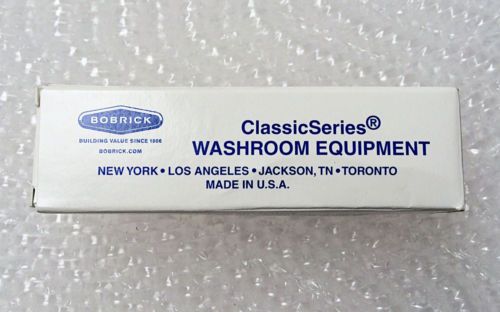 BOBRICK
BUILDING VALUE SINCE 1906
BOBRICK.COM
ClassicSeries®
WASHROOM EQUIPMENT
NEW YORK • LOS ANGELES • JACKSON, TN • TORONTO
MADE IN U.S.A.